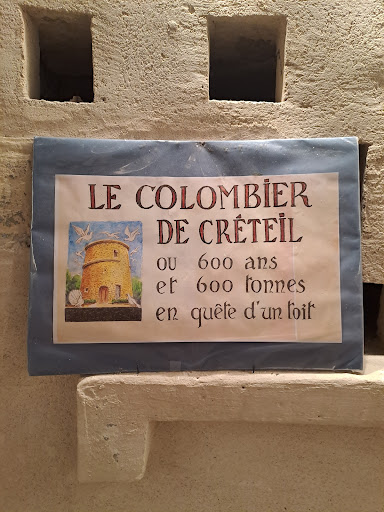 LE COLOMBIER
DE CRÉTEIL
ou 600 ans
et 600 tonnes
en quête d'un toit